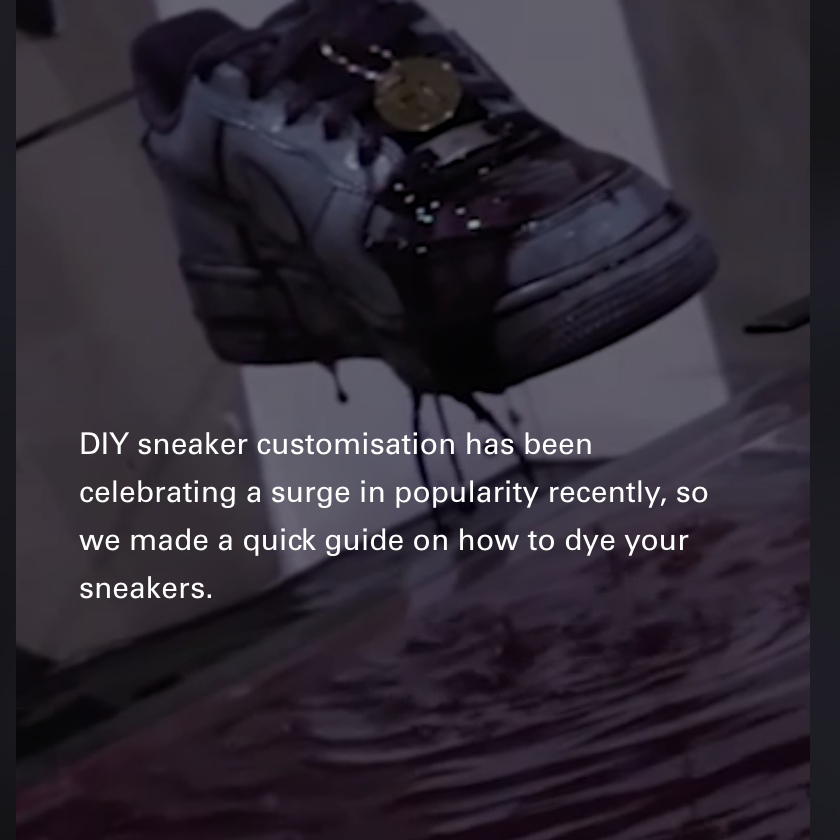 DIY sneaker customisation has been
celebrating a surge in popularity recently, so
we made a quick guide on how to dye your
sneakers.